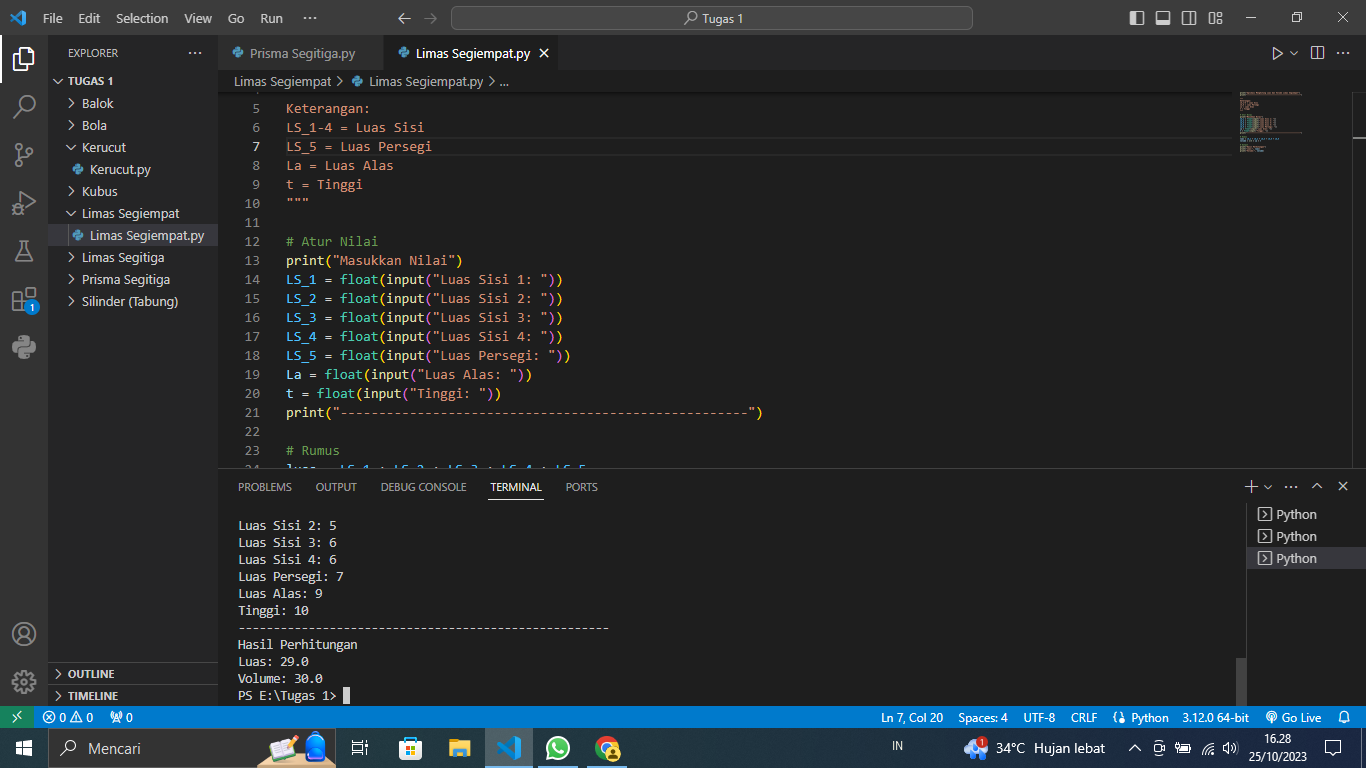 File Edit Selection View Go Run ···
Tugas 1
EXPLORER ···
TUGAS 1
Balok
Bola
Kerucut
Kerucut.py
Kubus
Limas Segiempat
Limas Segiempat.py
Limas Segitiga
Prisma Segitiga
Silinder (Tabung)
OUTLINE
TIMELINE
1
Prisma Segitiga.py Limas Segiempat.py
Limas Segiempat > Limas Segiempat.py > ...
5 Keterangan:
6 LS_1-4 = Luas Sisi
7 LS_5 = Luas Persegi
8 La = Luas Alas
9 t = Tinggi
10 """
11
12 # Atur Nilai
13 print("Masukkan Nilai")
14 LS_1 = float(input("Luas Sisi 1: "))
15 LS_2 = float(input("Luas Sisi 2: "))
16 LS_3 = float(input("Luas Sisi 3: "))
17 LS_4 = float(input("Luas Sisi 4: "))
18 LS_5 = float(input("Luas Persegi: "))
19 La = float(input("Luas Alas: "))
20 t = float(input("Tinggi: "))
21 print("-----------------------------------------------------")
22
23 # Rumus
PROBLEMS OUTPUT DEBUG CONSOLE TERMINAL PORTS
Luas Sisi 2: 5
Luas Sisi 3: 6
Luas Sisi 4: 6
Luas Persegi: 7
Luas Alas: 9
Tinggi: 10
-----------------------------------------------------
Hasil Perhitungan
Luas: 29.0
Volume: 30.0
PS E:\Tugas 1>
Python
Python
Python
0 0 0 Ln 7, Col 20 Spaces: 4 UTF-8 CRLF Python 3.12.0 64-bit Go Live
Mencari IN 1 34°C Hujan lebat 16.28
25/10/2023